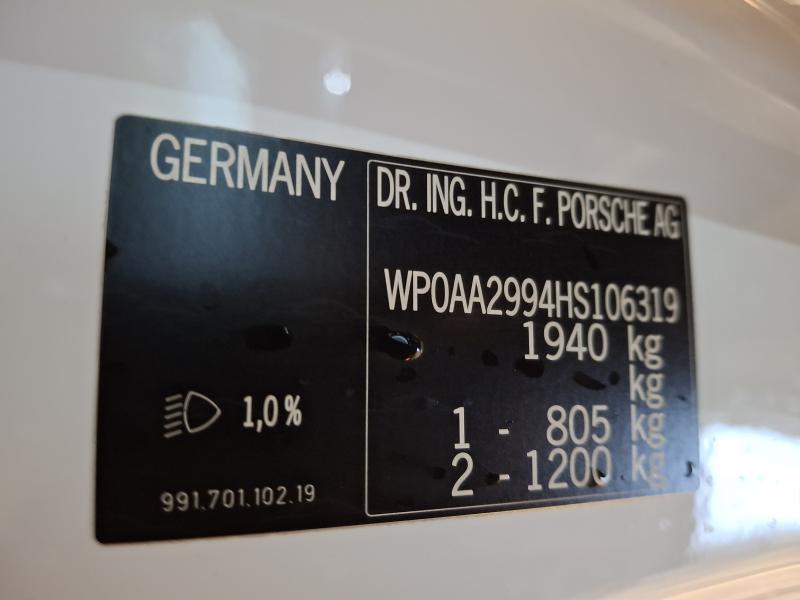 GERMANY
DR. ING. H.C. F. PORSCHE AG
WP0AA2994HS106319
1940 kg
kg
1 - 805 kg
2 - 1200 kg
1,0%
991.701.102.19